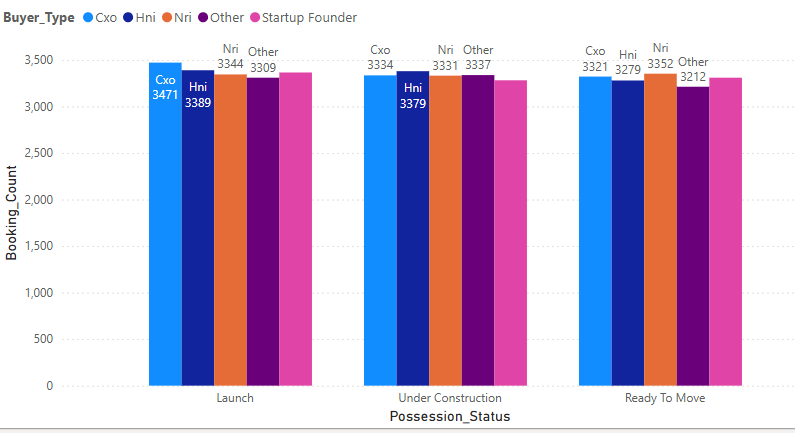 Buyer_Type Cxo Hni Nri Other Startup Founder
3,500
3,000
2,500
2,000
1,500
1,000
500
0
Booking_Count
Cxo
3471
Hni
3389
Nri
3344
Other
3309
Cxo
3334
Hni
3379
Nri
3331
Other
3337
Cxo
3321
Hni
3279
Nri
3352
Other
3212
Launch
Under Construction
Ready To Move
Possession_Status